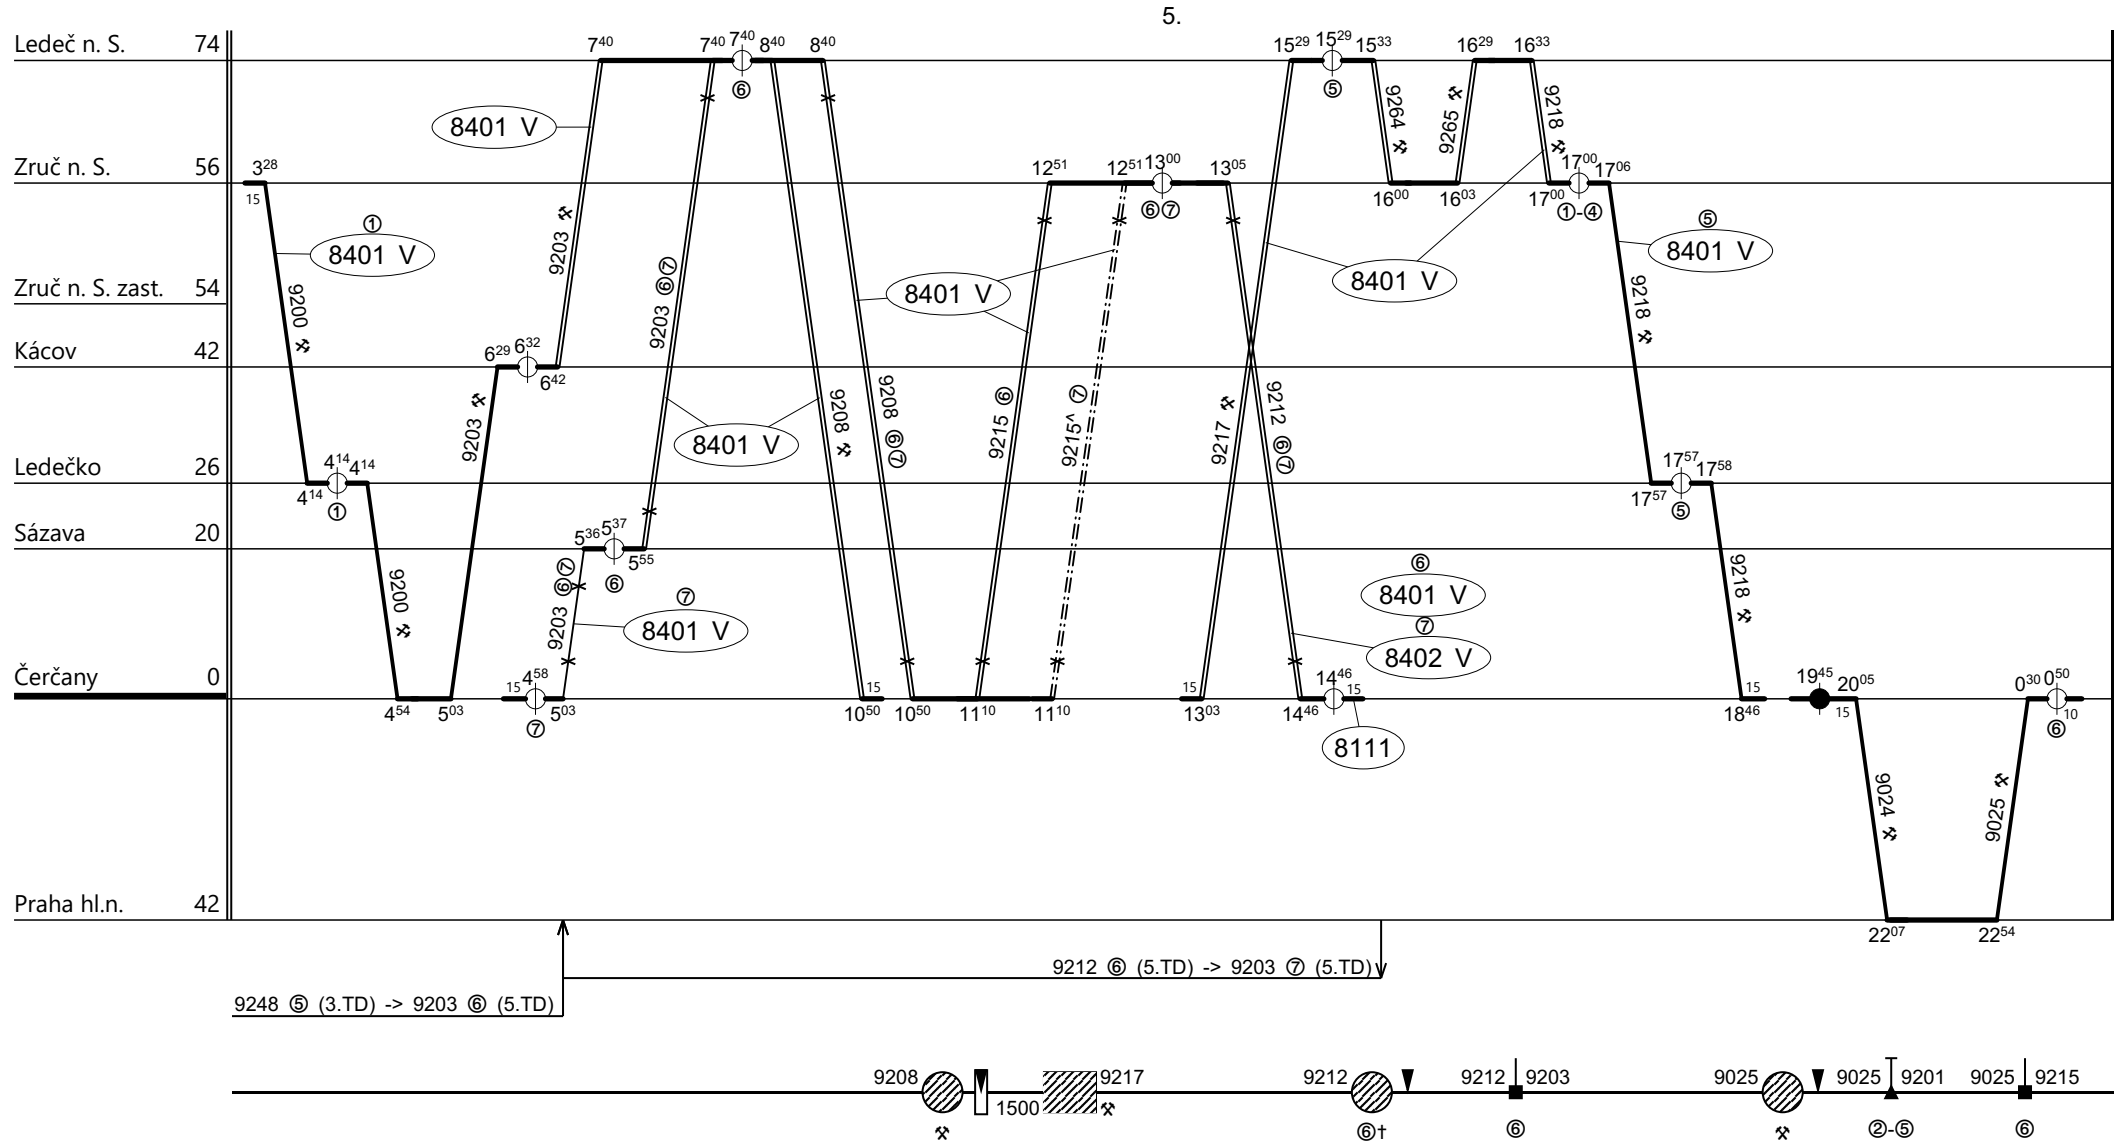 5.
Ledeč n. S. 74
7⁴⁰ 7⁴⁰ 7⁴⁰ 8⁴⁰ 8⁴⁰ 15²⁹ 15²⁹ 15³³ 16²⁹ 16³³
⑥ ⑤
8401 V
9264 ⚒
9265 ⚒
9218 ⚒
Zruč n. S. 56
3²⁸ 12⁵¹ 12⁵¹ 13⁰⁰ 13⁰⁵ 17⁰⁰ 17⁰⁶
15 ⑥⑦ 16⁰⁰ 16⁰³ 17⁰⁰ ①-④
①
8401 V
9203 ⚒
⑤
8401 V
8401 V
8401 V
Zruč n. S. zast. 54
9200 ⚒
9203 ⑥⑦
9218 ⚒
Kácov 42
6²⁹ 6³² 6⁴²
9203 ⚒
8401 V
9208 ⚒
9208 ⑥⑦
9215 ⑥
9215^ ⑦
9217 ⚒
9212 ⑥⑦
Ledečko 26
4¹⁴ 4¹⁴ 17⁵⁷ 17⁵⁸
4¹⁴ ① 17⁵⁷ ⑤
Sázava 20
5³⁶ 5³⁷
⑥ 5⁵⁵
9200 ⚒
9203 ⑥⑦
⑦
8401 V
⑥
8401 V
⑦
8402 V
9218 ⚒
Čerčany 0
15 4⁵⁸ 15 15 14⁴⁶ 15 15 19⁴⁵ 20⁰⁵ 0³⁰ 0⁵⁰
4⁵⁴ 5⁰³ ⑦ 5⁰³ 10⁵⁰ 10⁵⁰ 11¹⁰ 11¹⁰ 13⁰³ 14⁴⁶ 18⁴⁶ 15 ⑥ 10
8111
9024 ⚒
9025 ⚒
Praha hl.n. 42
22⁰⁷ 22⁵⁴
9212 ⑥ (5.TD) -> 9203 ⑦ (5.TD)
9248 ⑤ (3.TD) -> 9203 ⑥ (5.TD)
9208 1500 9217 9212 9212 9203 9025 9025 9201 9025 9215
⚒ ⚒ ⑥† ⑥ ⚒ ②-⑤ ⑥